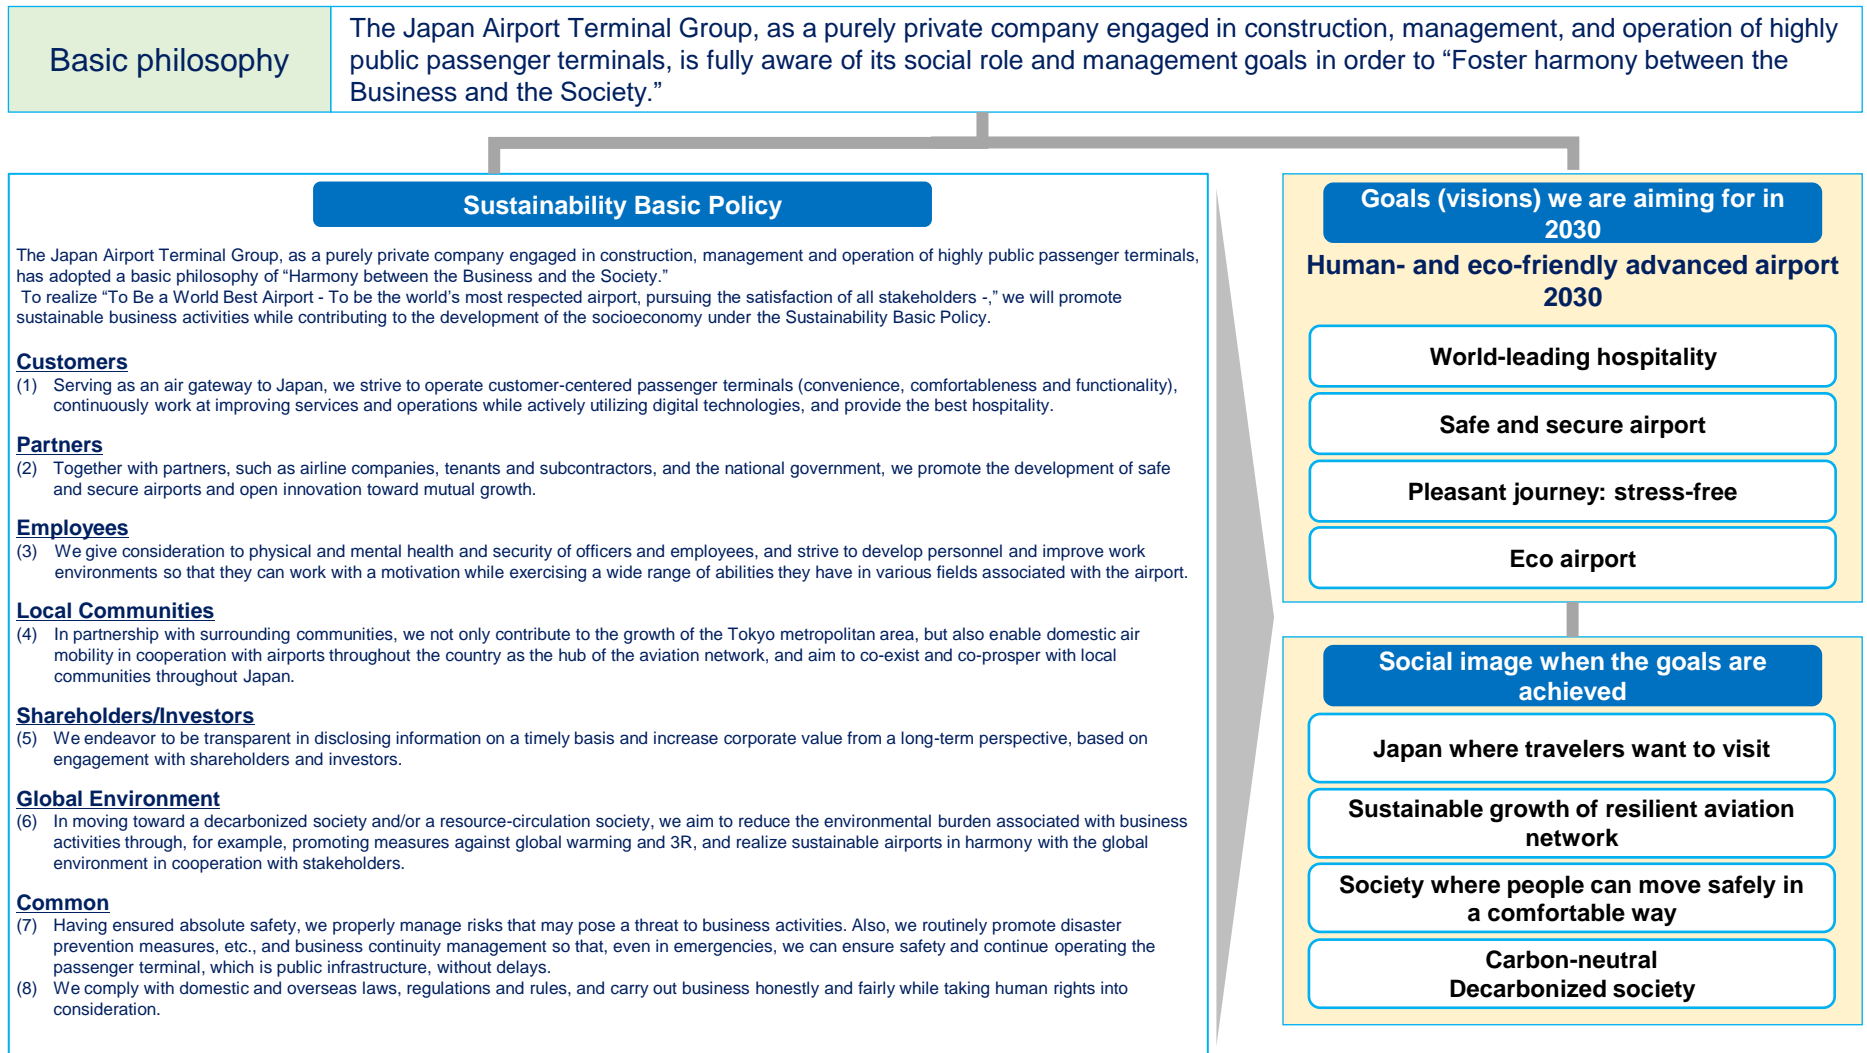 Basic philosophy
The Japan Airport Terminal Group, as a purely private company engaged in construction, management, and operation of highly
public passenger terminals, is fully aware of its social role and management goals in order to “Foster harmony between the
Business and the Society.”
Sustainability Basic Policy
The Japan Airport Terminal Group, as a purely private company engaged in construction, management and operation of highly public passenger terminals,
has adopted a basic philosophy of “Harmony between the Business and the Society.”
To realize “To Be a World Best Airport - To be the world’s most respected airport, pursuing the satisfaction of all stakeholders -,” we will promote
sustainable business activities while contributing to the development of the socioeconomy under the Sustainability Basic Policy.
Customers
(1) Serving as an air gateway to Japan, we strive to operate customer-centered passenger terminals (convenience, comfortableness and functionality),
continuously work at improving services and operations while actively utilizing digital technologies, and provide the best hospitality.
Partners
(2) Together with partners, such as airline companies, tenants and subcontractors, and the national government, we promote the development of safe
and secure airports and open innovation toward mutual growth.
Employees
(3) We give consideration to physical and mental health and security of officers and employees, and strive to develop personnel and improve work
environments so that they can work with a motivation while exercising a wide range of abilities they have in various fields associated with the airport.
Local Communities
(4) In partnership with surrounding communities, we not only contribute to the growth of the Tokyo metropolitan area, but also enable domestic air
mobility in cooperation with airports throughout the country as the hub of the aviation network, and aim to co-exist and co-prosper with local
communities throughout Japan.
Shareholders/Investors
(5) We endeavor to be transparent in disclosing information on a timely basis and increase corporate value from a long-term perspective, based on
engagement with shareholders and investors.
Global Environment
(6) In moving toward a decarbonized society and/or a resource-circulation society, we aim to reduce the environmental burden associated with business
activities through, for example, promoting measures against global warming and 3R, and realize sustainable airports in harmony with the global
environment in cooperation with stakeholders.
Common
(7) Having ensured absolute safety, we properly manage risks that may pose a threat to business activities. Also, we routinely promote disaster
prevention measures, etc., and business continuity management so that, even in emergencies, we can ensure safety and continue operating the
passenger terminal, which is public infrastructure, without delays.
(8) We comply with domestic and overseas laws, regulations and rules, and carry out business honestly and fairly while taking human rights into
consideration.
Goals (visions) we are aiming for in
2030
Human- and eco-friendly advanced airport
2030
World-leading hospitality
Safe and secure airport
Pleasant journey: stress-free
Eco airport
Social image when the goals are
achieved
Japan where travelers want to visit
Sustainable growth of resilient aviation
network
Society where people can move safely in
a comfortable way
Carbon-neutral
Decarbonized society